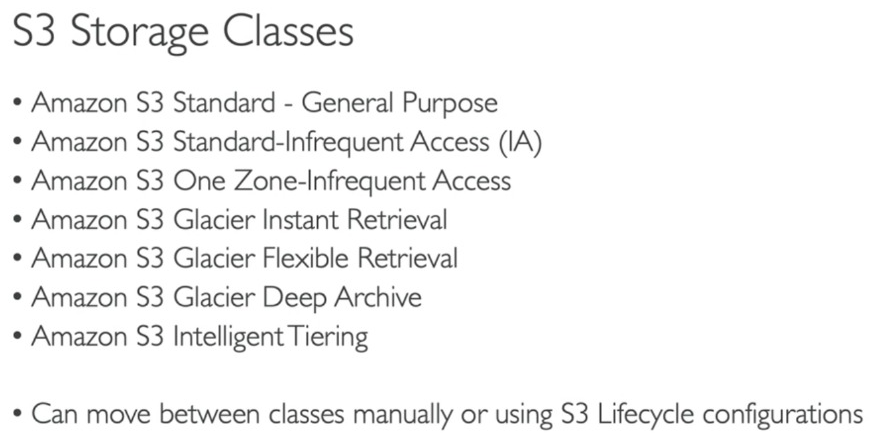 S3 Storage Classes
• Amazon S3 Standard - General Purpose
• Amazon S3 Standard-Infrequent Access (IA)
• Amazon S3 One Zone-Infrequent Access
• Amazon S3 Glacier Instant Retrieval
• Amazon S3 Glacier Flexible Retrieval
• Amazon S3 Glacier Deep Archive
• Amazon S3 Intelligent Tiering
• Can move between classes manually or using S3 Lifecycle configurations